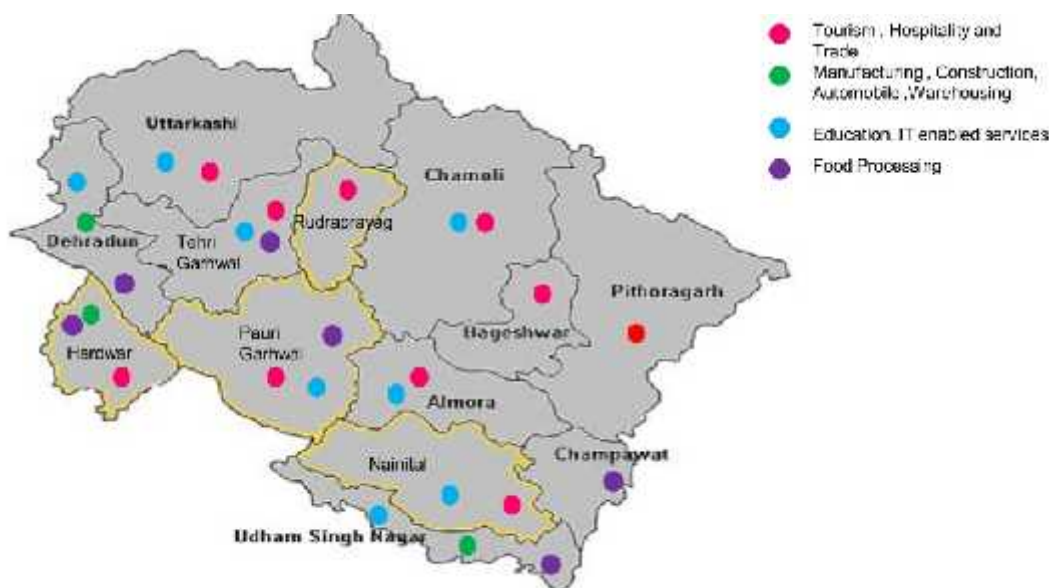 Tourism , Hospitality and
Trade
Manufacturing , Construction,
Automobile ,Warehousing
Education, IT enabled services
Food Processing
Uttarkashi
Chamoli
Rudraprayag
Dehradun
Tehri
Garhwal
Pithoragarh
Bageshwar
Pauri
Garhwal
Hardwar
Almora
Nainital
Champawat
Udham Singh Nagar